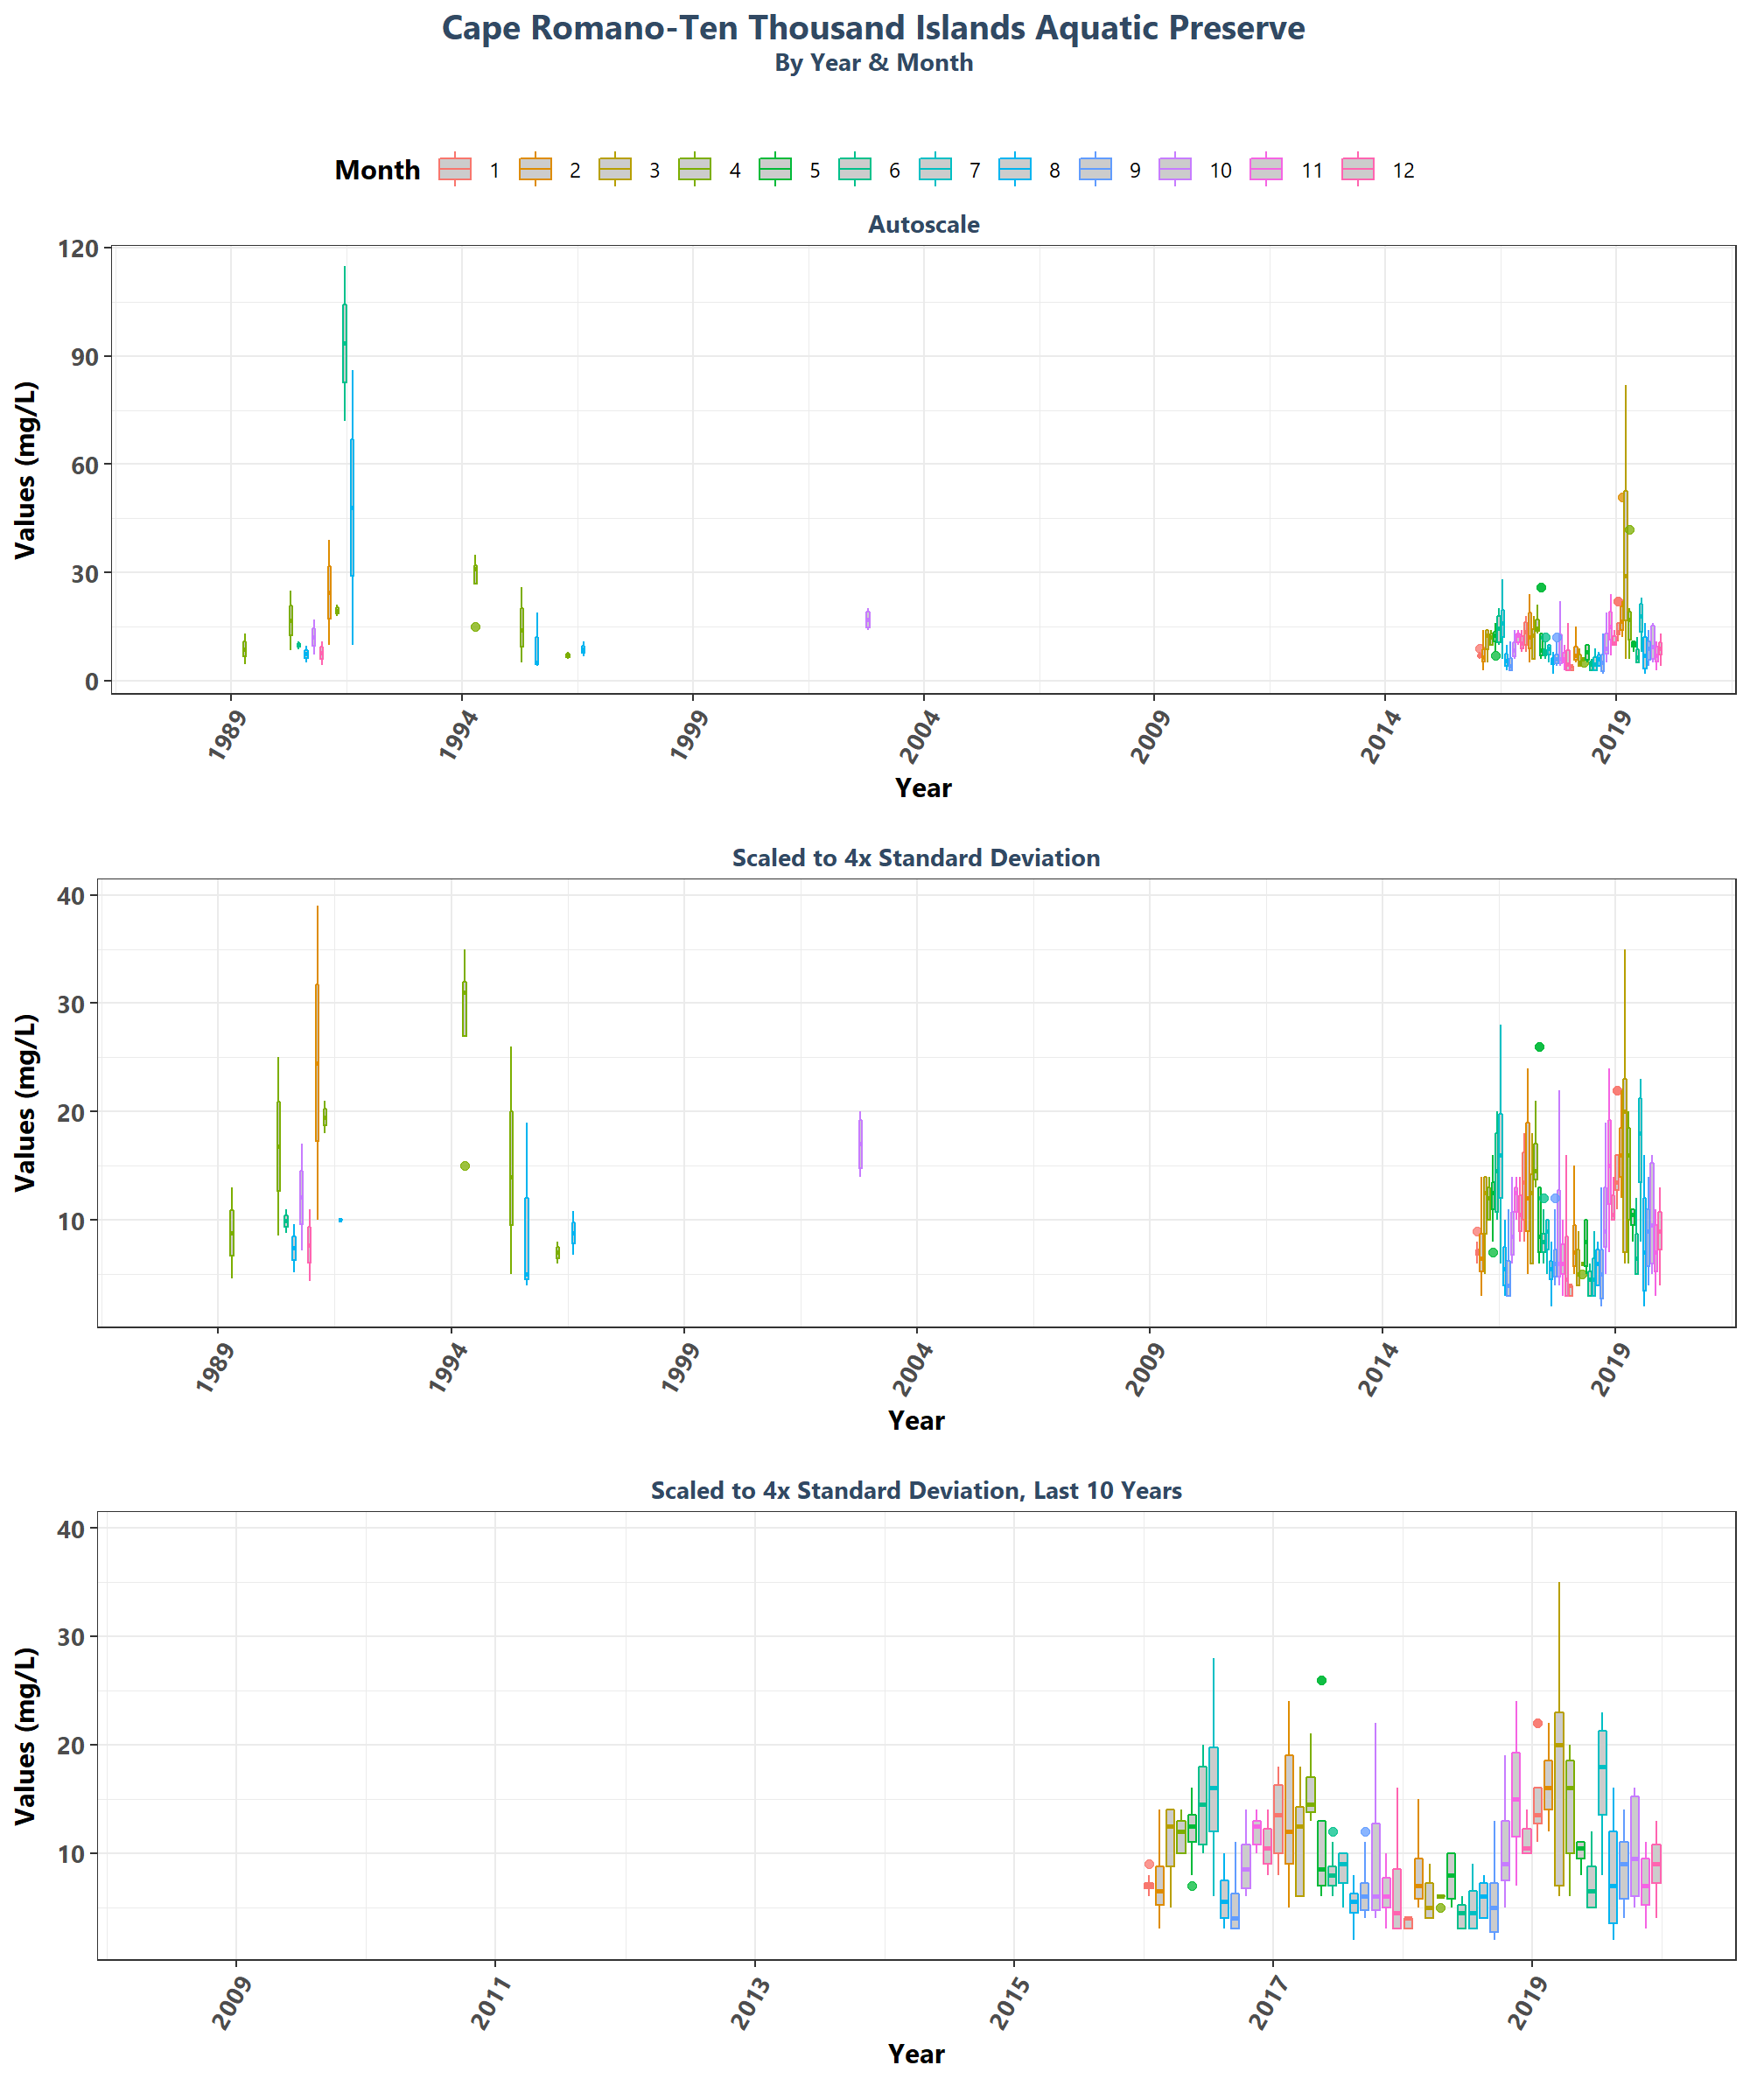 Cape Romano-Ten Thousand Islands Aquatic Preserve
By Year & Month
Month 1 2 3 4 5 6 7 8 9 10 11 12
Autoscale
Values (mg/L)
120
90
60
30
0
1989 1994 1999 2004 2009 2014 2019
Year
Scaled to 4x Standard Deviation
Values (mg/L)
40
30
20
10
1989 1994 1999 2004 2009 2014 2019
Year
Scaled to 4x Standard Deviation, Last 10 Years
Values (mg/L)
40
30
20
10
2009 2011 2013 2015 2017 2019
Year